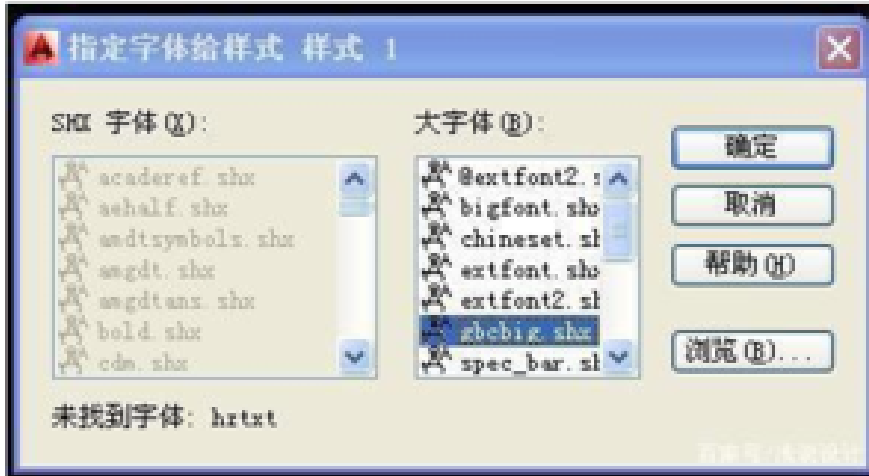 指定字体给样式 样式 1
SHX 字体(X):
acaderef.shx
aehalf.shx
amdtsymbols.shx
amgdt.shx
amgdtans.shx
bold.shx
cdm.shx
大字体(B):
@extfont2.s
bigfont.shx
chineset.sh
extfont.shx
extfont2.sh
gbcbig.shx
spec_bar.sh
确定
取消
帮助(H)
浏览(B)...
未找到字体: hztxt